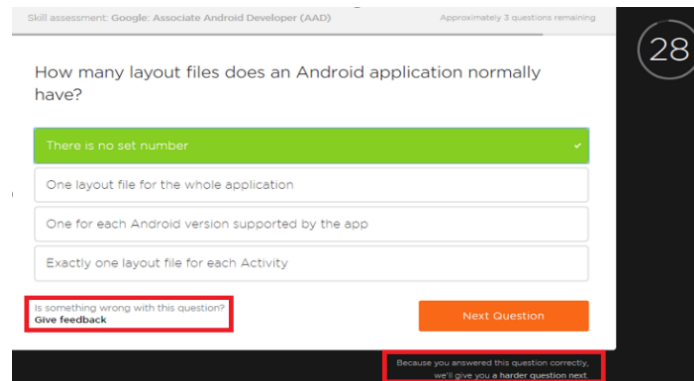 Skill assessment: Google: Associate Android Developer (AAD)
Approximately 3 questions remaining
28
How many layout files does an Android application normally
have?
There is no set number
One layout file for the whole application
One for each Android version supported by the app
Exactly one layout file for each Activity
Is something wrong with this question?
Give feedback
Next Question
Because you answered this question correctly,
we'll give you a harder question next.